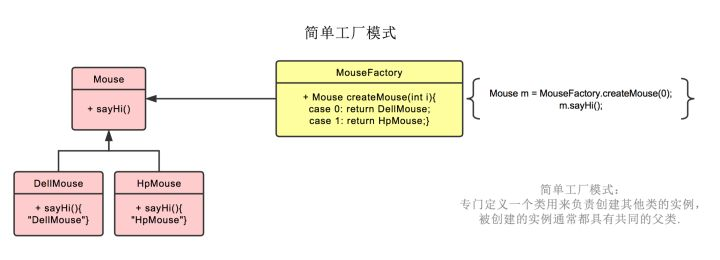 简单工厂模式
Mouse
+ sayHi()
MouseFactory
+ Mouse createMouse(int i){
case 0: return DellMouse;
case 1: return HpMouse;}
Mouse m = MouseFactory.createMouse(0);
m.sayHi();
DellMouse
+ sayHi(){
"DellMouse"}
HpMouse
+ sayHi(){
"HpMouse"}
简单工厂模式：
专门定义一个类用来负责创建其他类的实例，
被创建的实例通常都具有共同的父类.